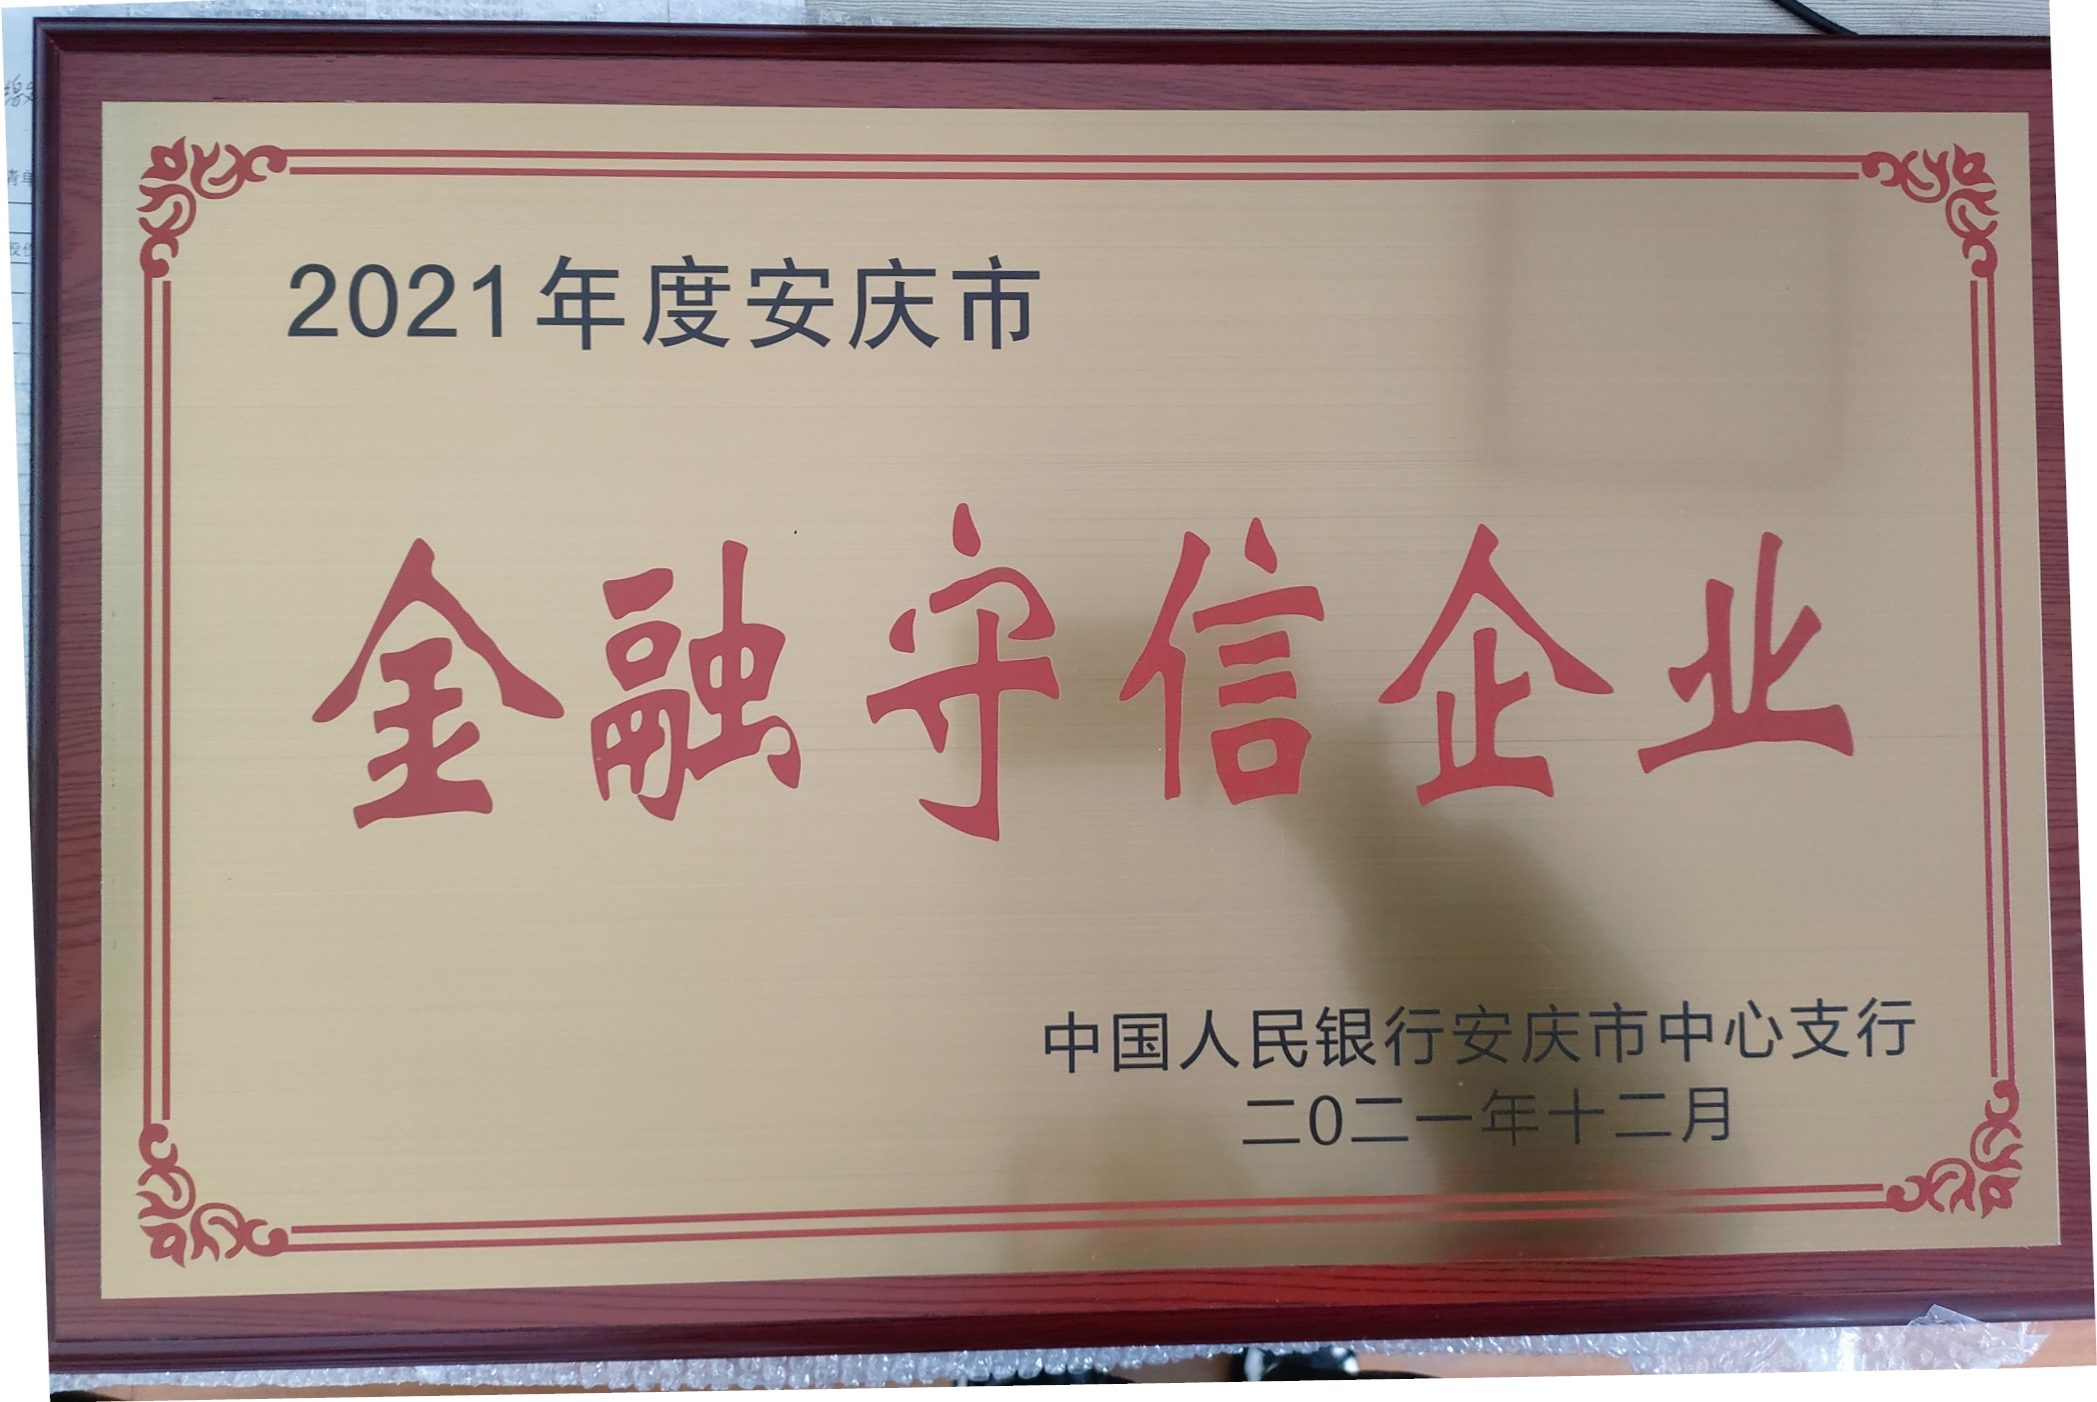 2021年度安庆市
金融守信企业
中国人民银行安庆市中心支行
二0二一年十二月